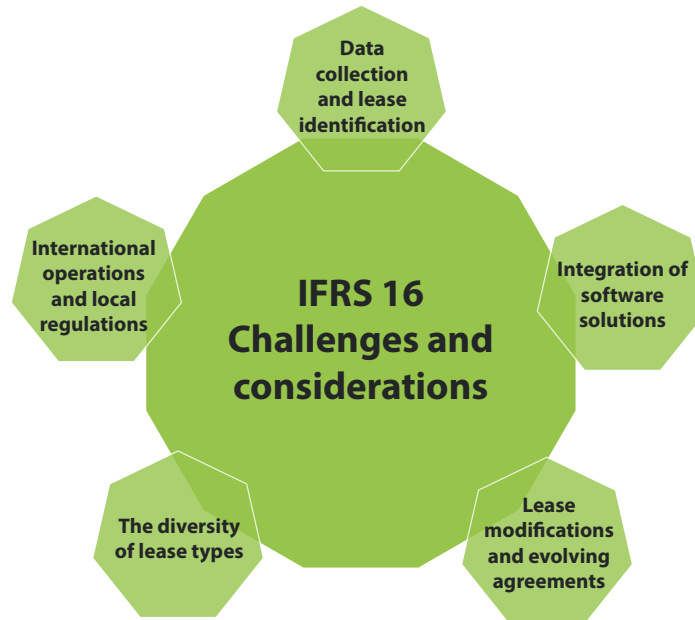 Data
collection
and lease
identification
International
operations
and local
regulations
IFRS 16
Challenges and
considerations
Integration of
software
solutions
The diversity
of lease types
Lease
modifications
and evolving
agreements